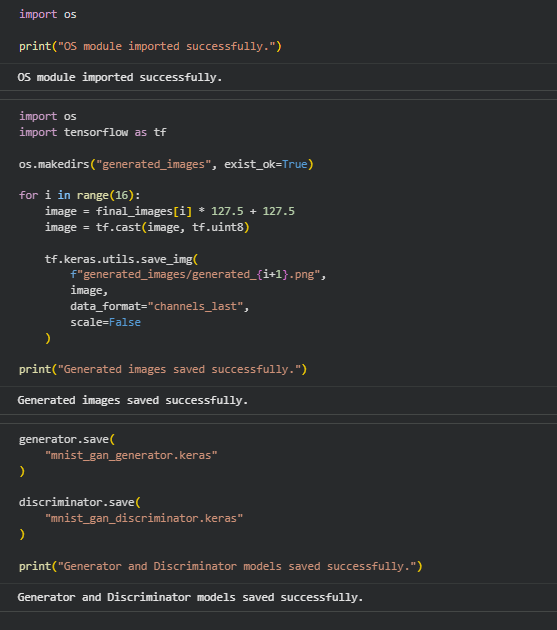 import os
print("OS module imported successfully.")
OS module imported successfully.
import os
import tensorflow as tf
os.makedirs("generated_images", exist_ok=True)
for i in range(16):
    image = final_images[i] * 127.5 + 127.5
    image = tf.cast(image, tf.uint8)
    tf.keras.utils.save_img(
        f"generated_images/generated_{i+1}.png",
        image,
        data_format="channels_last",
        scale=False
    )
print("Generated images saved successfully.")
Generated images saved successfully.
generator.save(
    "mnist_gan_generator.keras"
)
discriminator.save(
    "mnist_gan_discriminator.keras"
)
print("Generator and Discriminator models saved successfully.")
Generator and Discriminator models saved successfully.